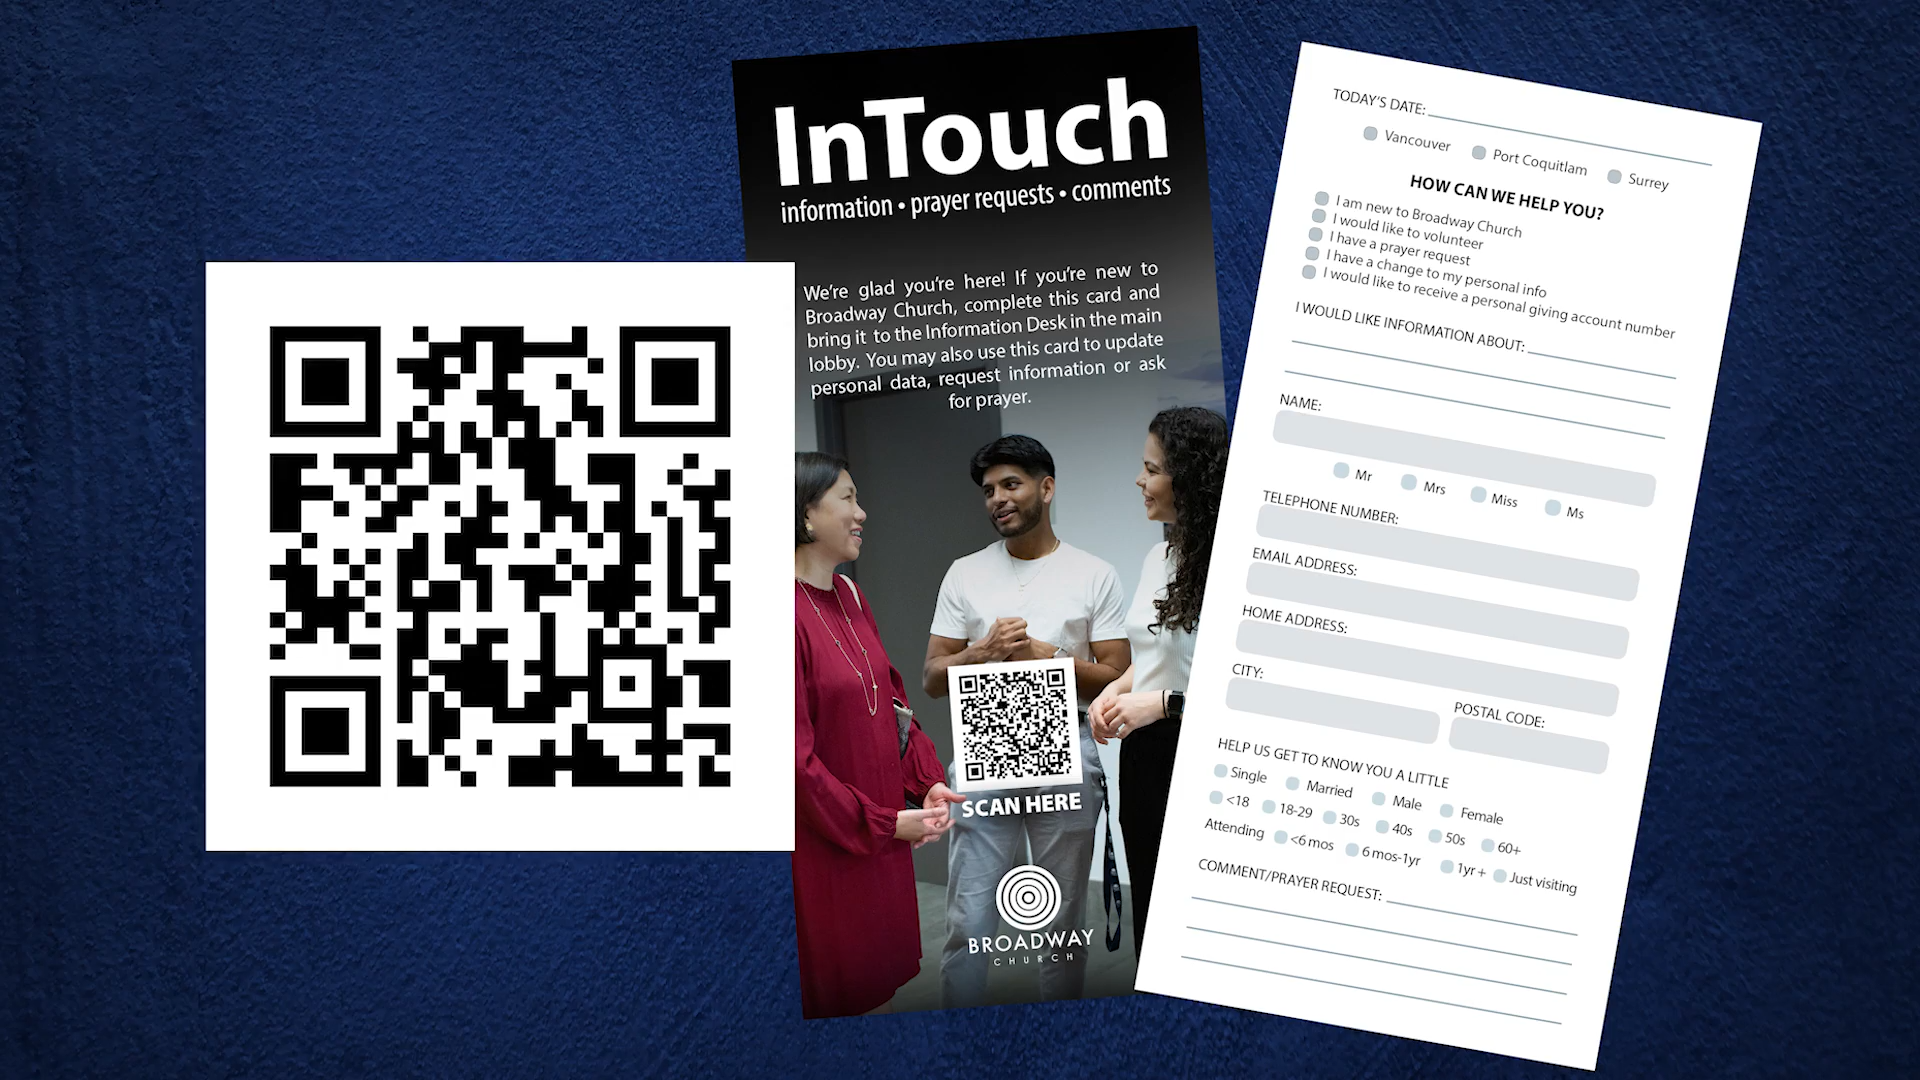 InTouch
information • prayer requests • comments
We're glad you're here! If you're new to
Broadway Church, complete this card and
bring it to the Information Desk in the main
lobby. You may also use this card to update
personal data, request information or ask
for prayer.
SCAN HERE
BROADWAY
CHURCH
TODAY'S DATE:
Vancouver Port Coquitlam Surrey
HOW CAN WE HELP YOU?
I am new to Broadway Church
I would like to volunteer
I have a prayer request
I have a change to my personal info
I would like to receive a personal giving account number
I WOULD LIKE INFORMATION ABOUT:
NAME:
Mr Mrs Miss Ms
TELEPHONE NUMBER:
EMAIL ADDRESS:
HOME ADDRESS:
CITY: POSTAL CODE:
HELP US GET TO KNOW YOU A LITTLE
Single Married Male Female
<18 18-29 30s 40s 50s 60+
Attending <6 mos 6 mos-1yr 1yr + Just visiting
COMMENT/PRAYER REQUEST: